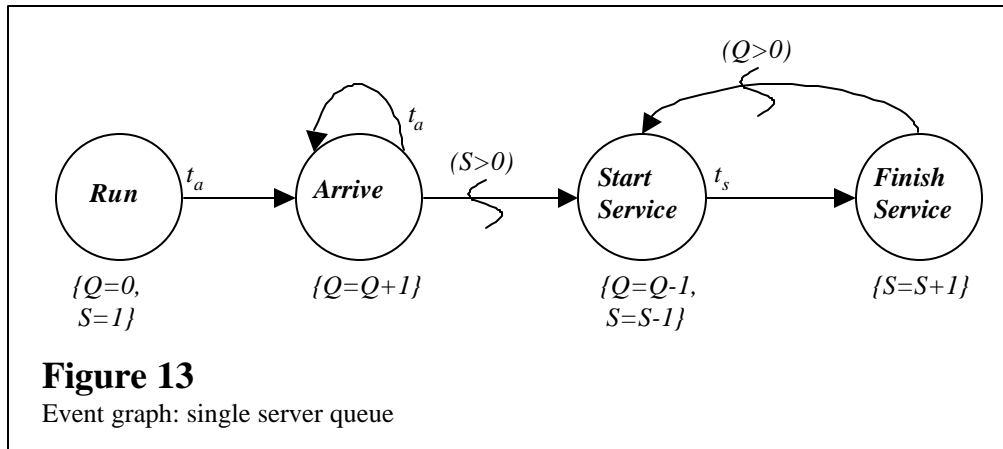 (Q>0)
t_a
(S>0)
Run
t_a
Arrive
Start
Service
t_s
Finish
Service
{Q=0,
S=1}
{Q=Q+1}
{Q=Q-1,
S=S-1}
{S=S+1}
Figure 13
Event graph: single server queue